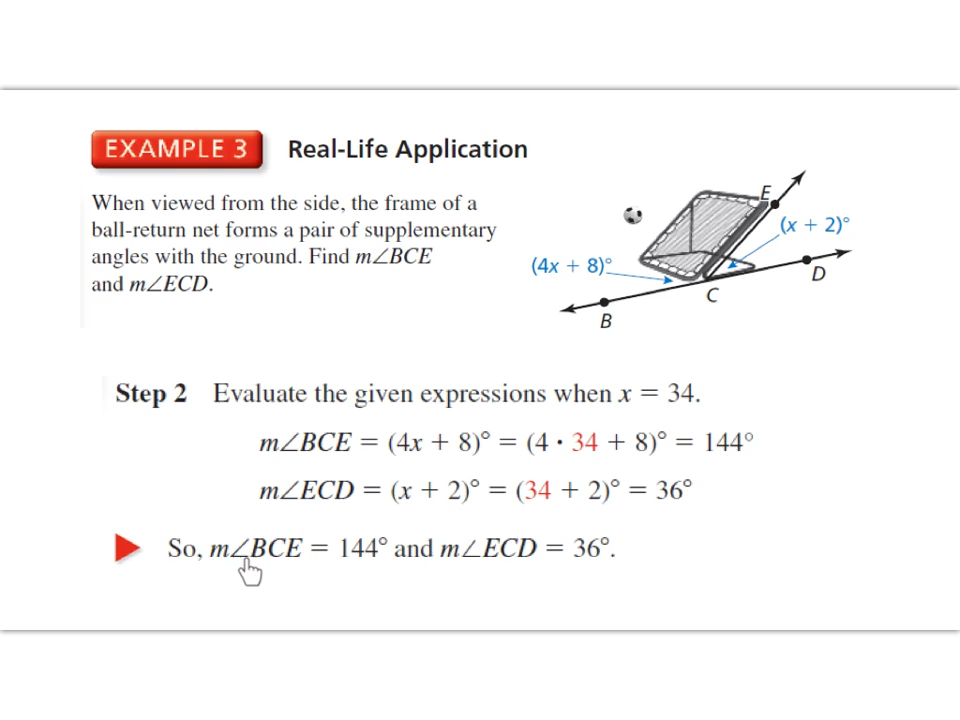 EXAMPLE 3 Real-Life Application
When viewed from the side, the frame of a
ball-return net forms a pair of supplementary
angles with the ground. Find m∠BCE
and m∠ECD.
E
(x + 2)°
(4x + 8)°
D
C
B
Step 2 Evaluate the given expressions when x = 34.
m∠BCE = (4x + 8)° = (4 • 34 + 8)° = 144°
m∠ECD = (x + 2)° = (34 + 2)° = 36°
So, m∠BCE = 144° and m∠ECD = 36°.